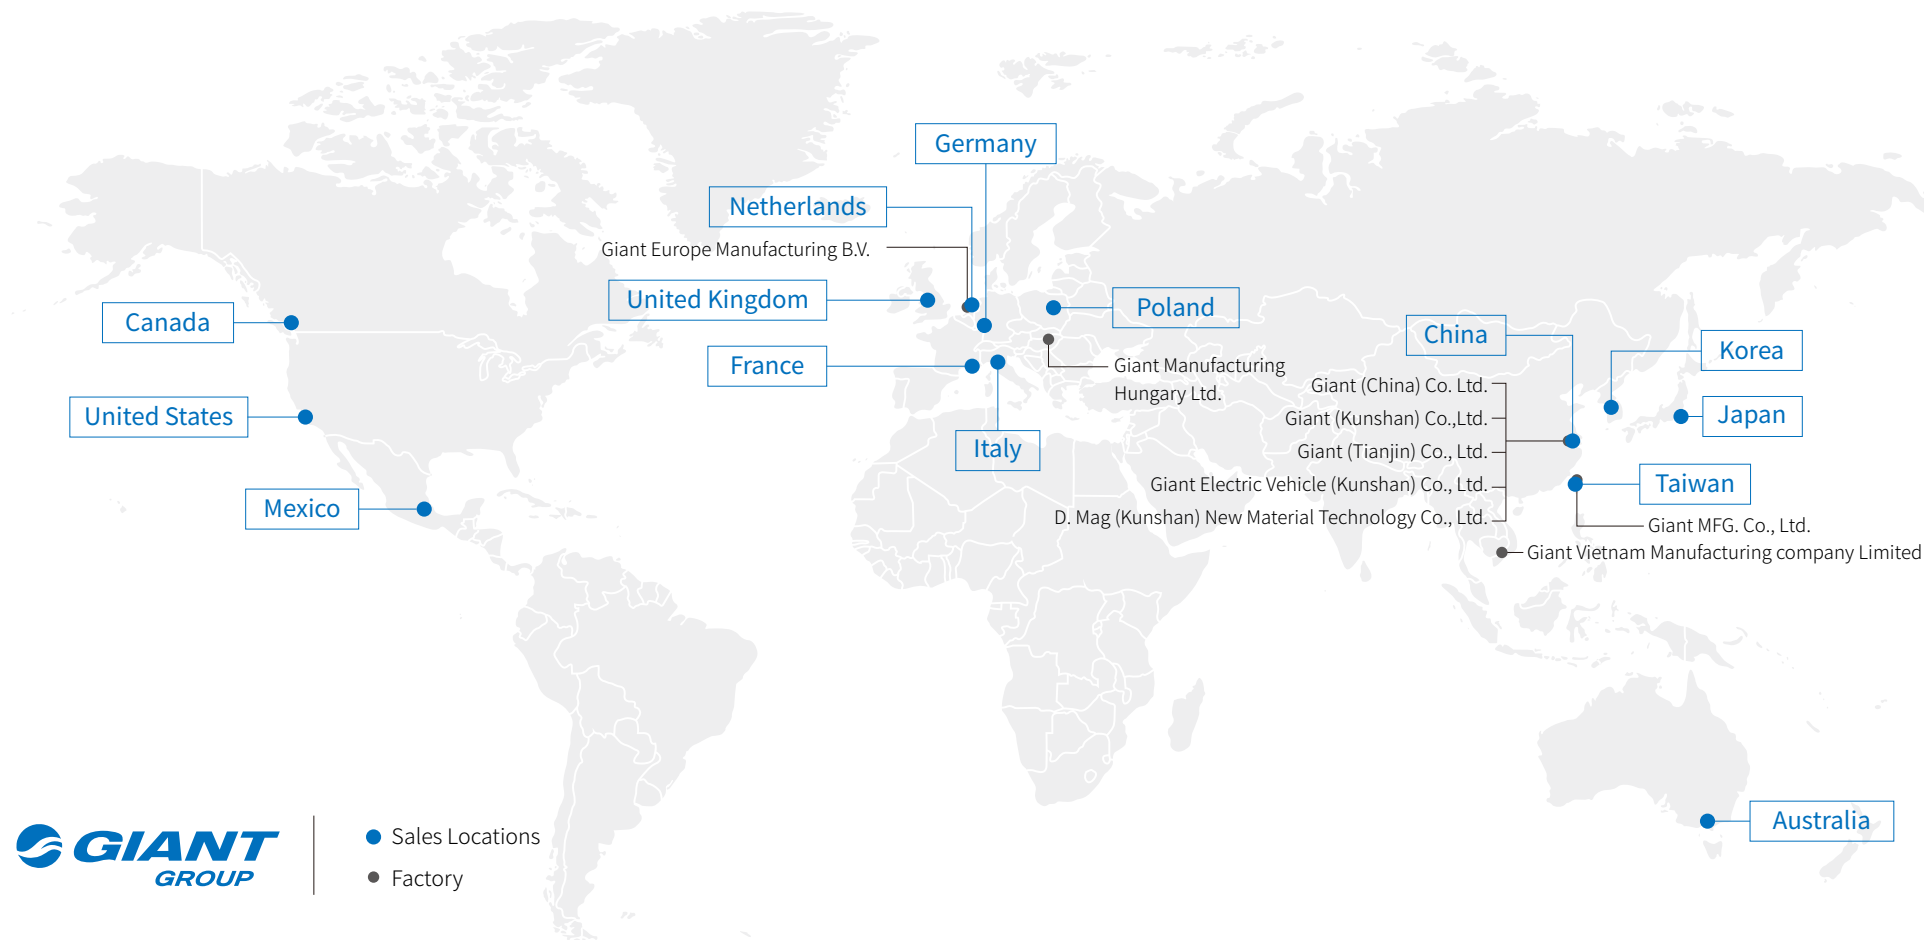 Germany
Netherlands
Giant Europe Manufacturing B.V.
United Kingdom
Poland
Canada
China
Korea
France
Giant Manufacturing
Hungary Ltd.
Giant (China) Co. Ltd.
United States
Giant (Kunshan) Co.,Ltd.
Japan
Italy
Giant (Tianjin) Co., Ltd.
Giant Electric Vehicle (Kunshan) Co., Ltd.
Taiwan
Mexico
D. Mag (Kunshan) New Material Technology Co., Ltd.
Giant MFG. Co., Ltd.
Giant Vietnam Manufacturing company Limited
Australia
GIANT
GROUP
Sales Locations
Factory